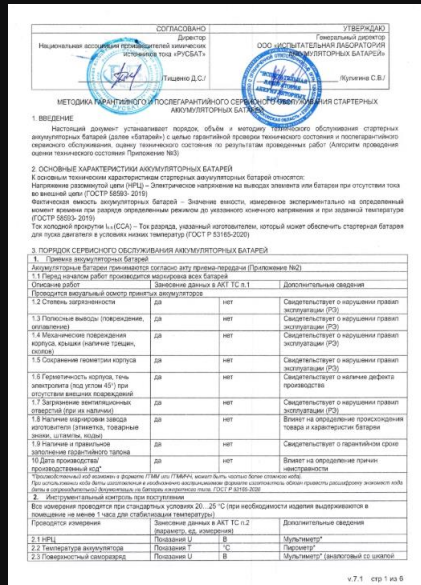 СОГЛАСОВАНО
Директор
Национальная ассоциация производителей химических
источников тока «РУСБАТ»
/Тищенко Д.С./
УТВЕРЖДАЮ
Генеральный директор
ООО «ИСПЫТАТЕЛЬНАЯ ЛАБОРАТОРИЯ
АККУМУЛЯТОРНЫХ БАТАРЕЙ»
/Купигина С.В./
МЕТОДИКА ГАРАНТИЙНОГО И ПОСЛЕГАРАНТИЙНОГО СЕРВИСНОГО ОБСЛУЖИВАНИЯ СТАРТЕРНЫХ
АККУМУЛЯТОРНЫХ БАТАРЕЙ
1. ВВЕДЕНИЕ
Настоящий документ устанавливает порядок, объём и методику технического обслуживания стартерных
аккумуляторных батарей (далее «батарей») с целью гарантийной проверки технического состояния и послегарантийного
сервисного обслуживания, оценку технического состояния по результатам проведенных работ (Алгоритм проведения
оценки технического состояния Приложение №3)
2. ОСНОВНЫЕ ХАРАКТЕРИСТИКИ АККУМУЛЯТОРНЫХ БАТАРЕЙ
К основным техническим характеристикам стартерных аккумуляторных батарей относится:
Напряжение разомкнутой цепи (НРЦ) – Электрическое напряжение на выводах элемента или батареи при отсутствии тока
во внешней цепи (ГОСТР 58593- 2019)
Фактическая емкость аккумуляторных батарей – Значение емкости, измеренное экспериментально на определенный
момент времени при разряде определенным режимом до указанного конечного напряжения и при заданной температуре
(ГОСТР 58593- 2019)
Ток холодной прокрутки (CCA) – Ток разряда, указанный изготовителем, который может обеспечить стартерная батарея
для пуска двигателя в условиях низких температур (ГОСТ Р 53165-2020)
3. ПОРЯДОК СЕРВИСНОГО ОБСЛУЖИВАНИЯ АККУМУЛЯТОРНЫХ БАТАРЕЙ
1. Приемка аккумуляторных батарей
Аккумуляторные батареи принимаются согласно акту приема-передачи (Приложение №2)
1.1 Перед началом работ производится маркировка всех батарей
Описание работ Занесение данных в АКТ ТС п.1 Дополнительные сведения
Проводится визуальный осмотр принятых аккумуляторов
1.2 Степень загрязненности да нет Свидетельствует о нарушении правил
эксплуатации (РЭ)
1.3 Полюсные выводы (повреждение,
оплавление) да нет Свидетельствует о нарушении правил
эксплуатации (РЭ)
1.4 Механические повреждения
корпуса, крышки (наличие трещин,
сколов) да нет Свидетельствует о нарушении правил
эксплуатации (РЭ)
1.5 Сохранение геометрии корпуса да нет Свидетельствует о нарушении правил
эксплуатации (РЭ)
1.6 Герметичность корпуса, течь
электролита (под углом 45°) при
отсутствии внешних повреждений да нет Свидетельствует о наличие дефекта
производства
1.7 Загрязнение вентиляционных
отверстий (при их наличии) да нет Свидетельствует о нарушении правил
эксплуатации (РЭ)
1.8 Наличие маркировки завода
изготовителя (этикетка, товарные
знаки, штампы, коды) да нет Влияет на определение происхождения
товара и характеристик батареи
1.9 Наличие и правильное
заполнение гарантийного талона да нет Свидетельствует о гарантийном сроке
10 Дата производства/
производственный код* да нет Влияет на определение причин
неисправности
2. Инструментальный контроль при поступлении
Все измерения проводятся при стандартных условиях 20…25 °С (при необходимости изделия выдерживаются в
помещение не менее 1 часа для стабилизации температуры)
Проводятся измерения Занесение данных в АКТ ТС п.2
(параметр, ед. измерения) Дополнительные сведения
2.1 НРЦ Показания U В Мультиметр*
2.2 Температура аккумулятора Показания T °С Пирометр*
2.3 Поверхностный саморазряд Показания U В Мультиметр* (аналоговый со шкалой
v.7.1 стр 1 из 6